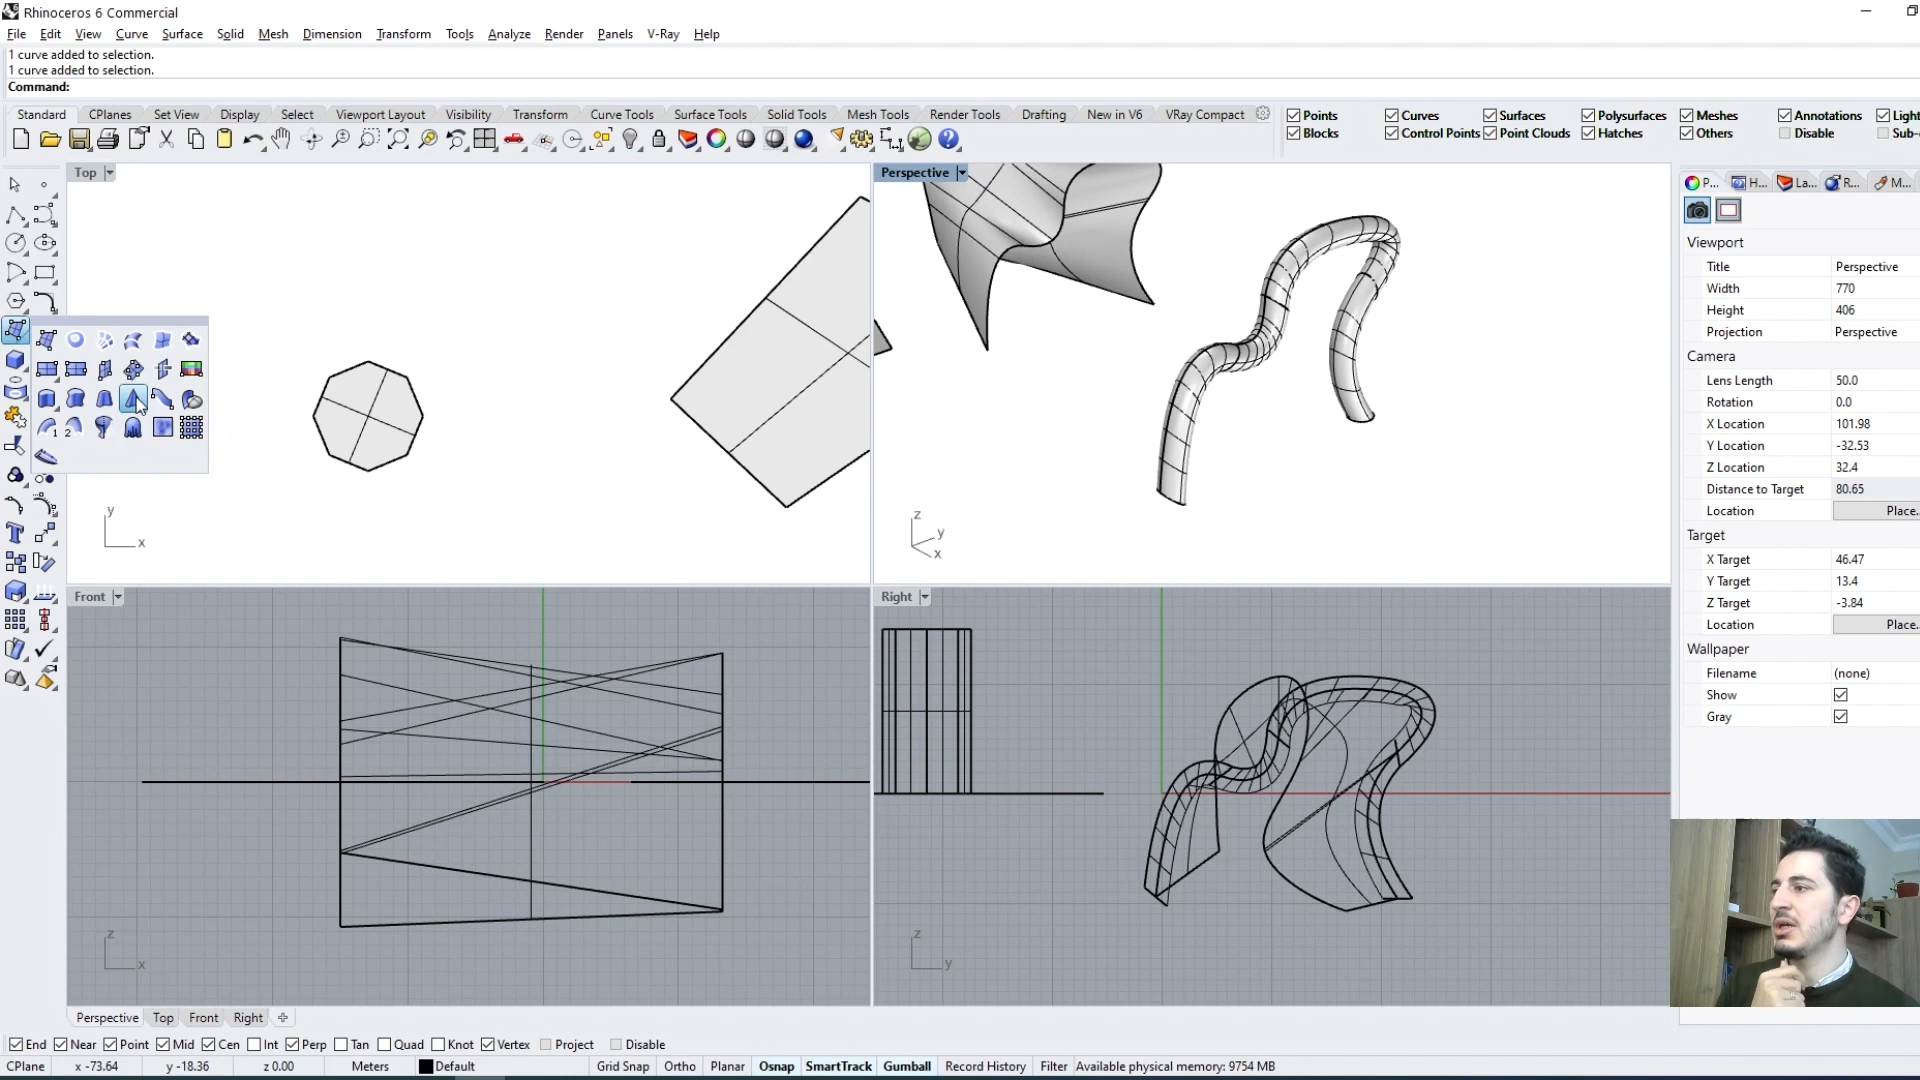 Rhinoceros 6 Commercial
File Edit View Curve Surface Solid Mesh Dimension Transform Tools Analyze Render Panels V-Ray Help
1 curve added to selection.
1 curve added to selection.
Command:
Standard CPlanes Set View Display Select Viewport Layout Visibility Transform Curve Tools Surface Tools Solid Tools Mesh Tools Render Tools Drafting New in V6 VRay Compact
Points Curves Surfaces Polysurfaces Meshes Annotations Light
Blocks Control Points Point Clouds Hatches Others Disable Sub-
Top
Perspective
P... H... La... R... M...
Viewport
Title Perspective
Width 770
Height 406
Projection Perspective
Camera
Lens Length 50.0
Rotation 0.0
X Location 101.98
Y Location -32.53
Z Location 32.4
Distance to Target 80.65
Location Place..
Target
X Target 46.47
Y Target 13.4
Z Target -3.84
Location Place..
Wallpaper
Filename (none)
Show
Gray
1 2
y
x
z
y
x
Front
Right
z
x
z
y
Perspective Top Front Right
End Near Point Mid Cen Int Perp Tan Quad Knot Vertex Project Disable
CPlane x -73.64 y -18.36 z 0.00 Meters Default Grid Snap Ortho Planar Osnap SmartTrack Gumball Record History Filter Available physical memory: 9754 MB